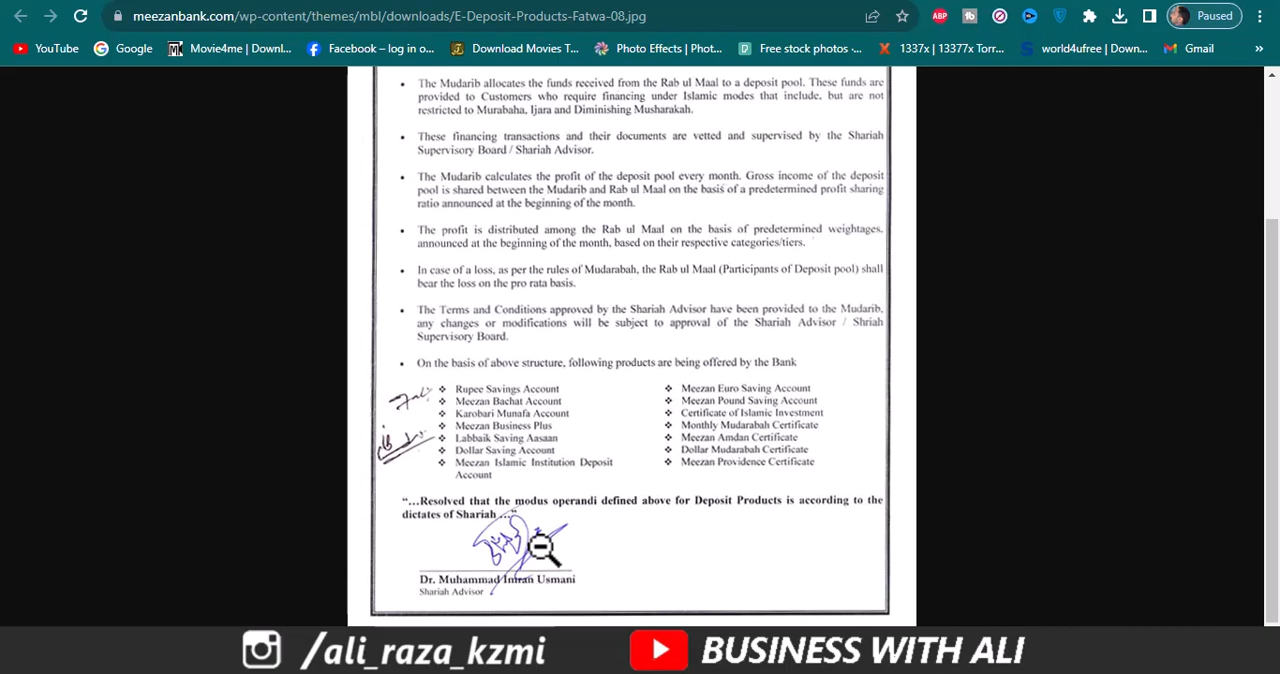 meezanbank.com/wp-content/themes/mbl/downloads/E-Deposit-Products-Fatwa-08.jpg
ABP
Paused
YouTube
Google
Movie4me | Downl...
Facebook – log in o...
Download Movies T...
Photo Effects | Phot...
Free stock photos ·...
1337x | 13377x Torr...
world4ufree | Down...
Gmail
»
• The Mudarib allocates the funds received from the Rab ul Maal to a deposit pool. These funds are
provided to Customers who require financing under Islamic modes that include, but are not
restricted to Murabaha, Ijara and Diminishing Musharakah.
• These financing transactions and their documents are vetted and supervised by the Shariah
Supervisory Board / Shariah Advisor.
• The Mudarib calculates the profit of the deposit pool every month. Gross income of the deposit
pool is shared between the Mudarib and Rab ul Maal on the basis of a predetermined profit sharing
ratio announced at the beginning of the month.
• The profit is distributed among the Rab ul Maal on the basis of predetermined weightages,
announced at the beginning of the month, based on their respective categories/tiers.
• In case of a loss, as per the rules of Mudarabah, the Rab ul Maal (Participants of Deposit pool) shall
bear the loss on the pro rata basis.
• The Terms and Conditions approved by the Shariah Advisor have been provided to the Mudarib,
any changes or modifications will be subject to approval of the Shariah Advisor / Shriah
Supervisory Board.
• On the basis of above structure, following products are being offered by the Bank
❖ Rupee Savings Account
❖ Meezan Bachat Account
❖ Karobari Munafa Account
❖ Meezan Business Plus
❖ Labbaik Saving Aasaan
❖ Dollar Saving Account
❖ Meezan Islamic Institution Deposit
Account
❖ Meezan Euro Saving Account
❖ Meezan Pound Saving Account
❖ Certificate of Islamic Investment
❖ Monthly Mudarabah Certificate
❖ Meezan Amdan Certificate
❖ Dollar Mudarabah Certificate
❖ Meezan Providence Certificate
“...Resolved that the modus operandi defined above for Deposit Products is according to the
dictates of Shariah ...”
Dr. Muhammad Imran Usmani
Shariah Advisor
/ali_raza_kzmi
BUSINESS WITH ALI